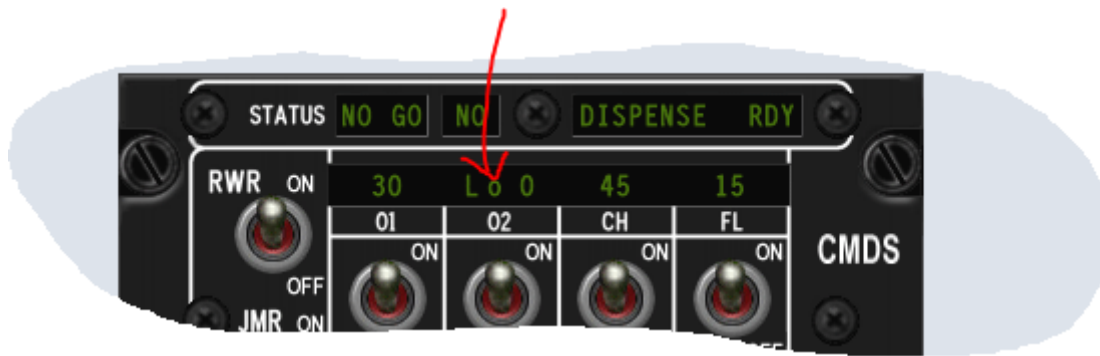 STATUS NO GO NO DISPENSE RDY
RWR ON 30 L o 0 45 15
01 02 CH FL
ON ON ON ON
CMDS
OFF
JMR ON